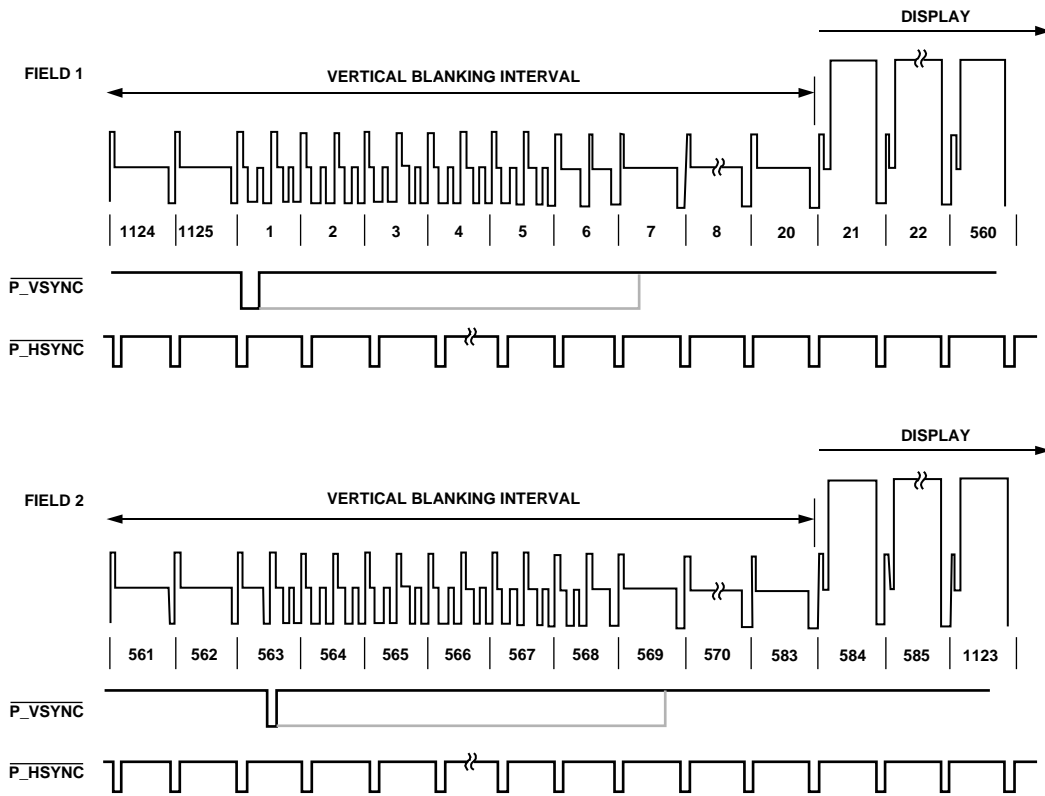 DISPLAY
FIELD 1
VERTICAL BLANKING INTERVAL
1124 1125 1 2 3 4 5 6 7 8 20 21 22 560
P_VSYNC
P_HSYNC
DISPLAY
FIELD 2
VERTICAL BLANKING INTERVAL
561 562 563 564 565 566 567 568 569 570 583 584 585 1123
P_VSYNC
P_HSYNC